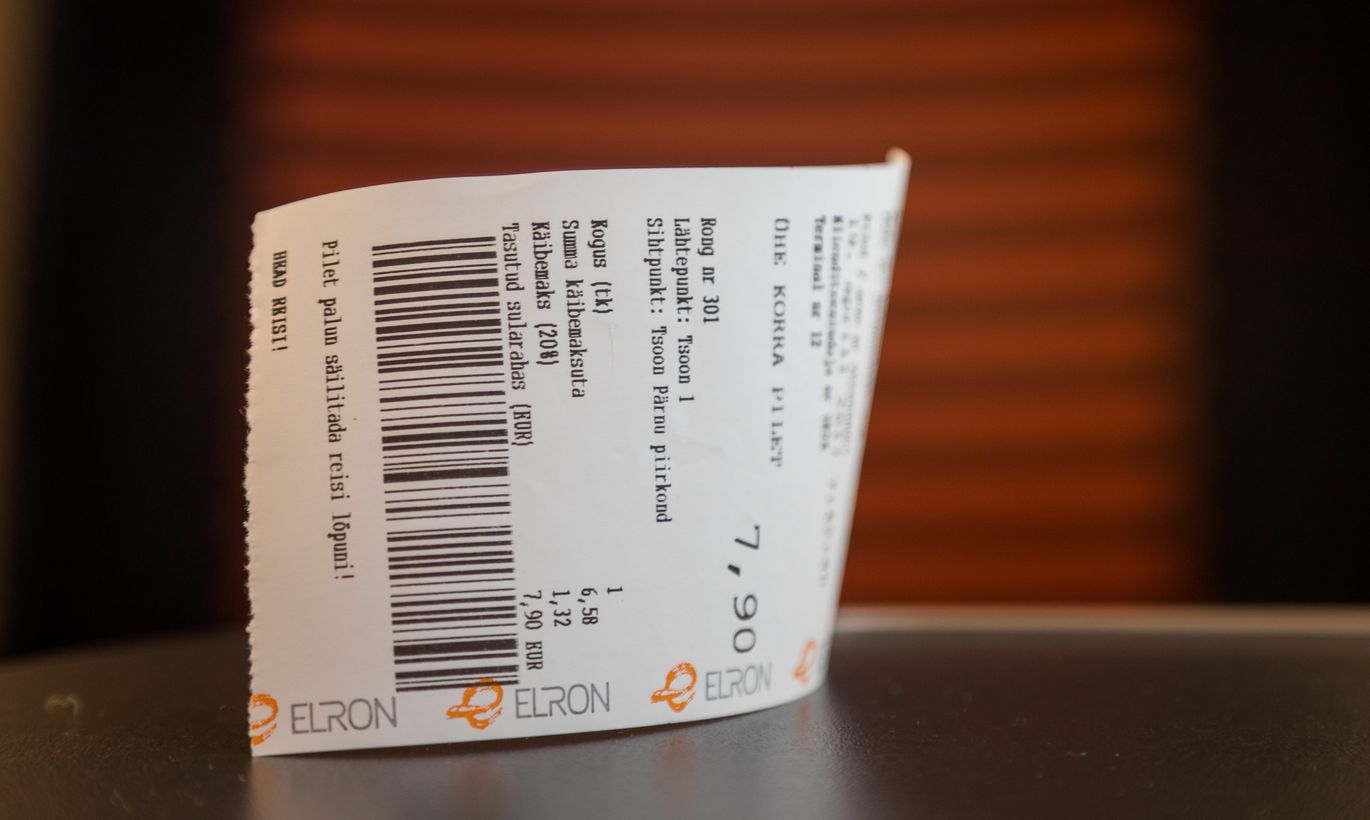 Terminal nr 12
ÜHE KORRA PILET
7,90
Rong nr 301
Lähtepunkt: Tsoon 1
Sihtpunkt: Tsoon Pärnu piirkond
Kogus (tk) 1
Summa käibemaksuta 6,58
Käibemaks (20%) 1,32
Tasutud sularahas (EUR) 7,90 EUR
Pilet palun säilitada reisi lõpuni!
HEAD REISI!
ELRON
ELRON
ELRON